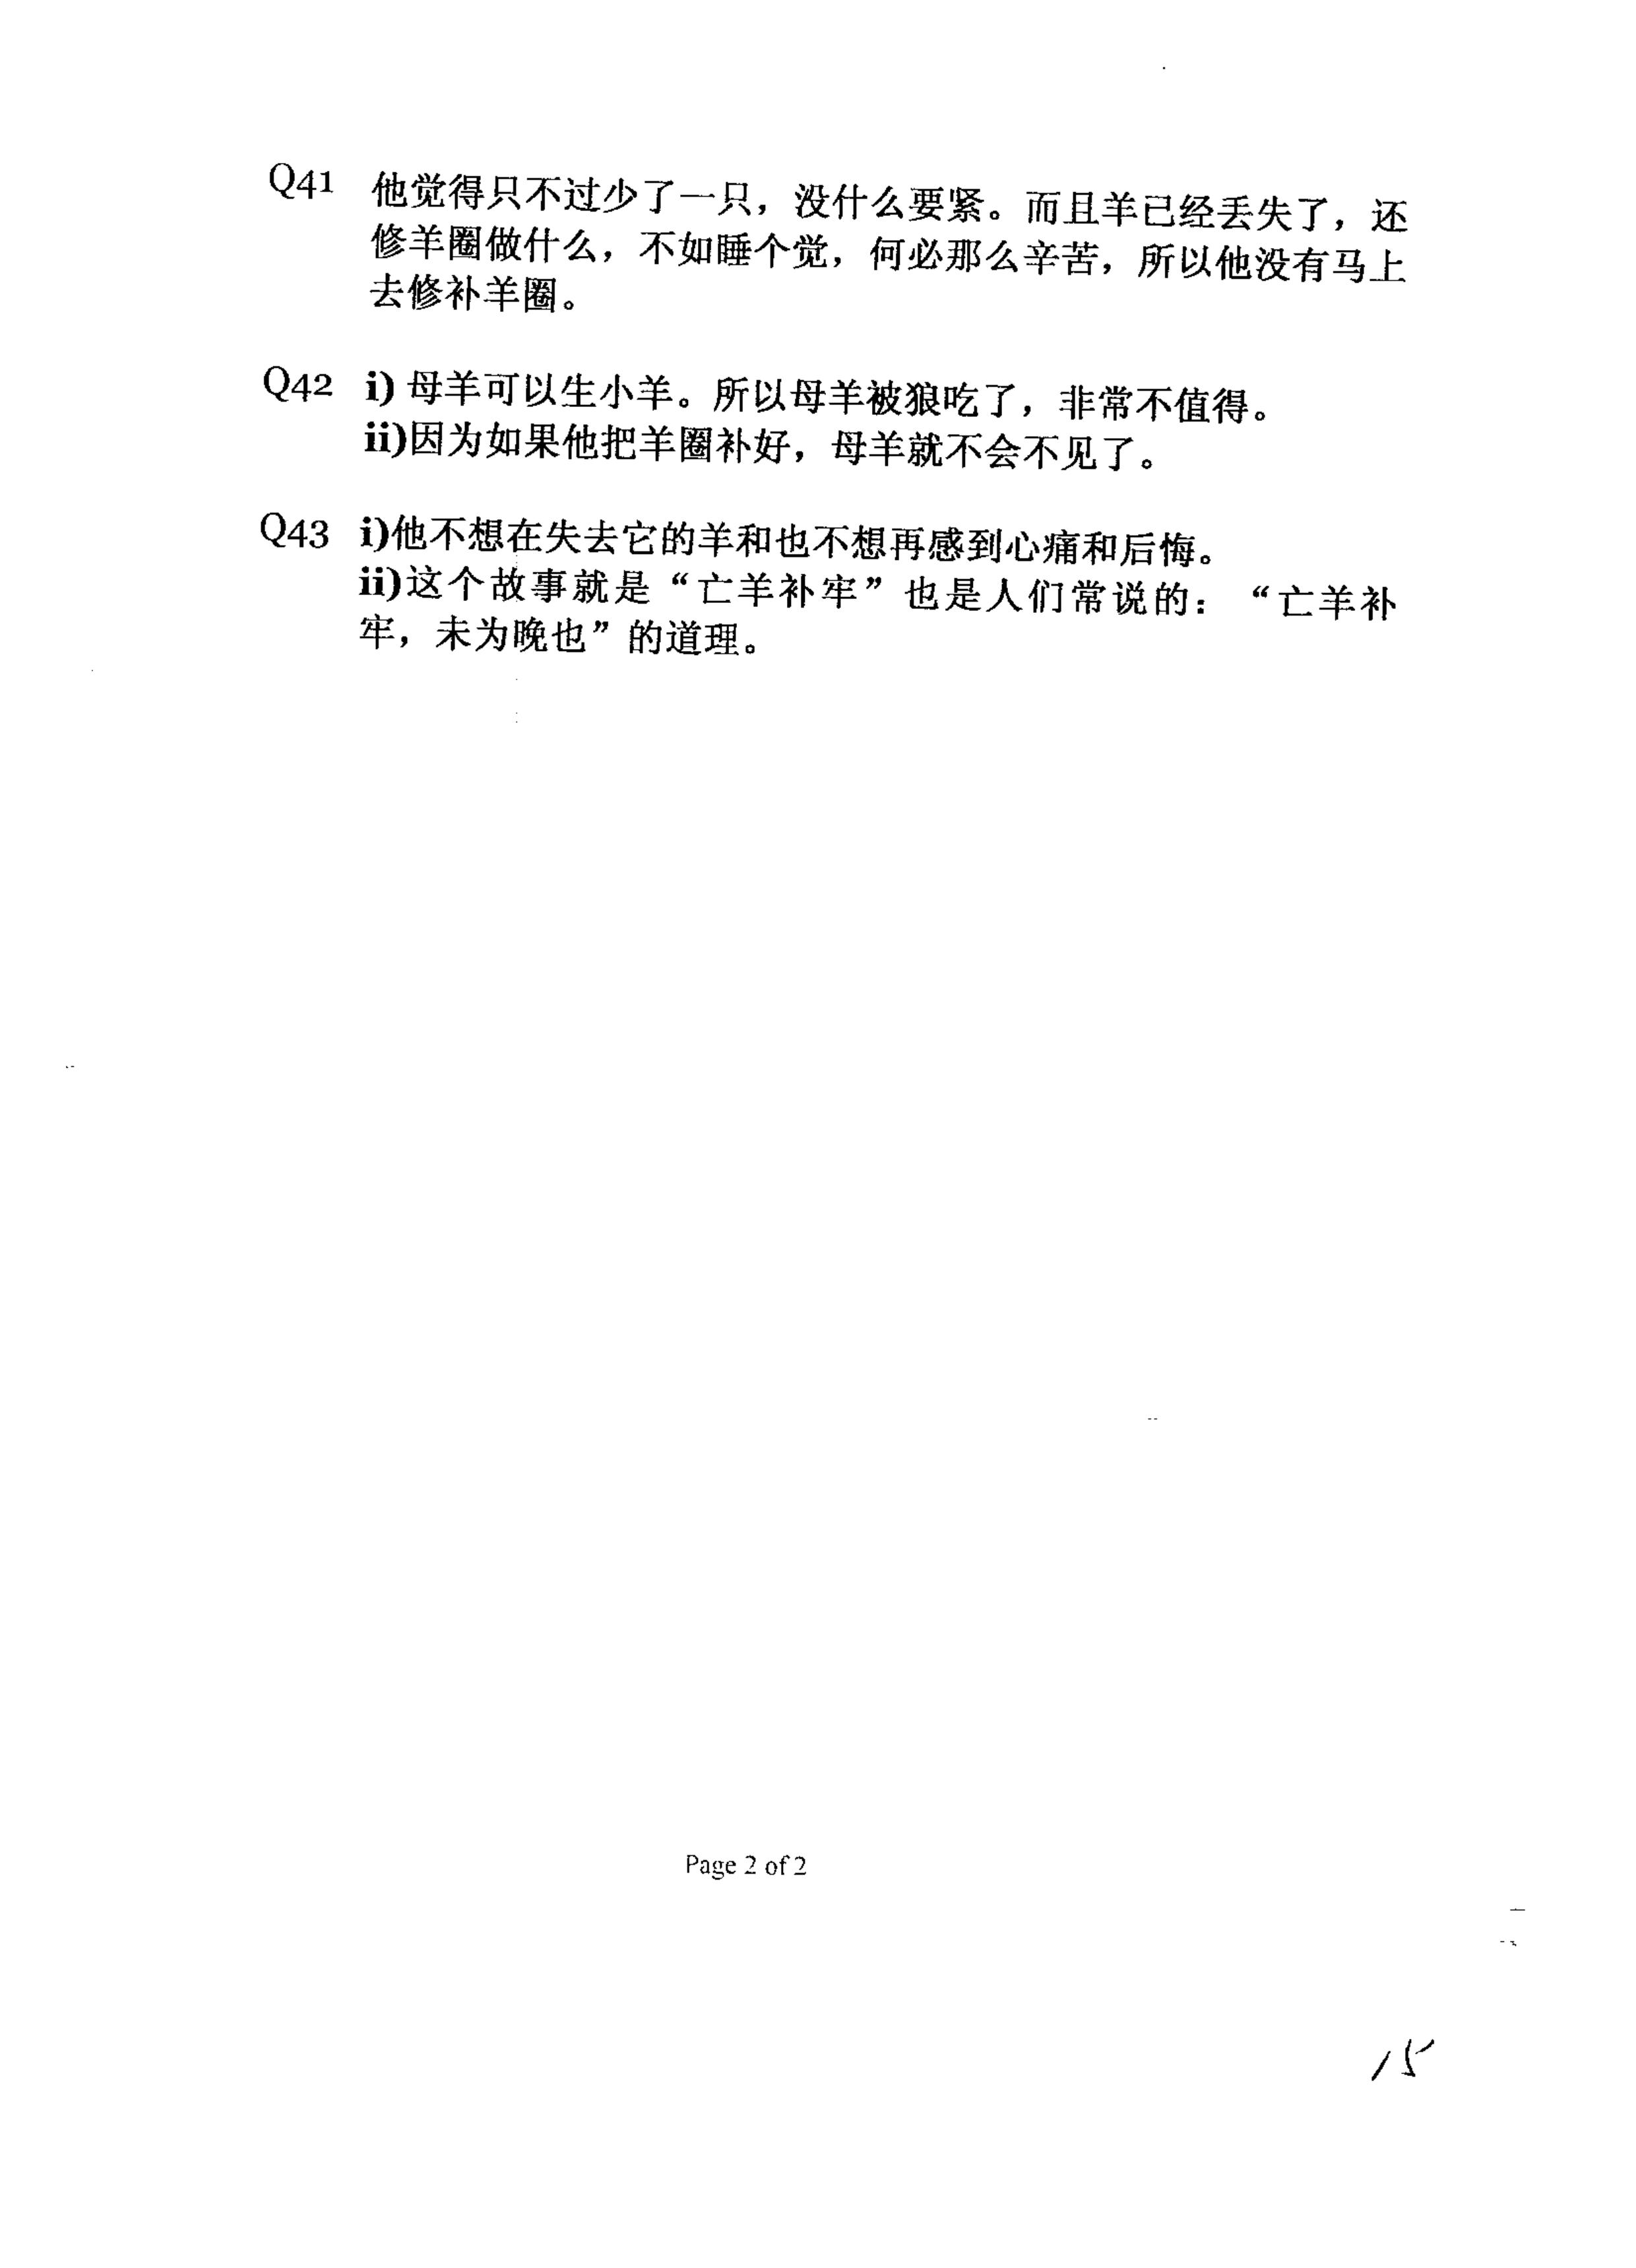 Q41 他觉得只不过少了一只，没什么要紧。而且羊已经丢失了，还
修羊圈做什么，不如睡个觉，何必那么辛苦，所以他没有马上
去修补羊圈。
Q42 i) 母羊可以生小羊。所以母羊被狼吃了，非常不值得。
ii)因为如果他把羊圈补好，母羊就不会不见了。
Q43 i)他不想在失去它的羊和也不想再感到心痛和后悔。
ii)这个故事就是“亡羊补牢”也是人们常说的：“亡羊补
牢，未为晚也”的道理。
Page 2 of 2
15